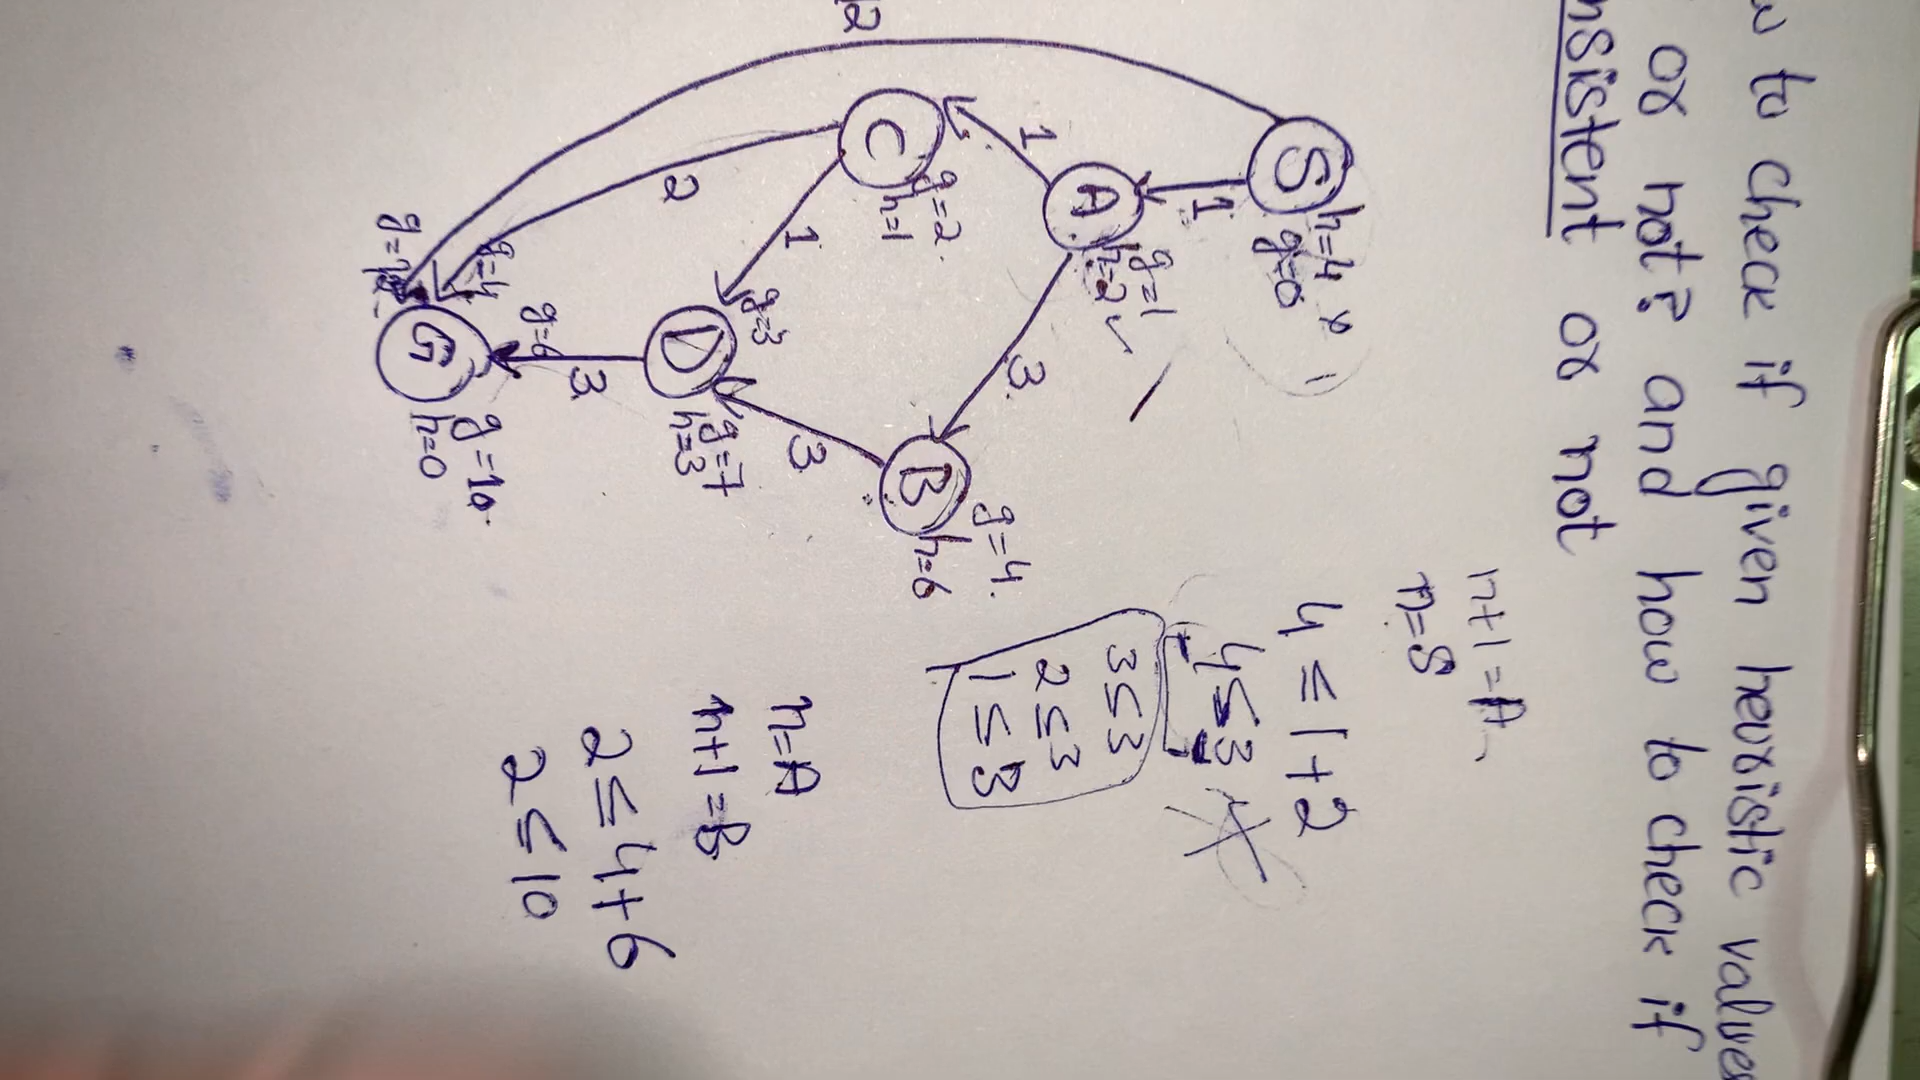 to check if given heuristic values
or not? and how to check if
nsistent or not
n+1=A
n=S
4 ≤ 1+2
4≤3
3≤3
2≤3
1≤3
n=A
n+1=B
2≤4+6
2≤10
S
h=4
g=0
1
A
g=1
h=2
1
3
C
g=2
h=1
B
g=4
h=6
2
1
3
D
g=3
g=7
h=3
3
g=6
g=4
G
g=10
h=0
2